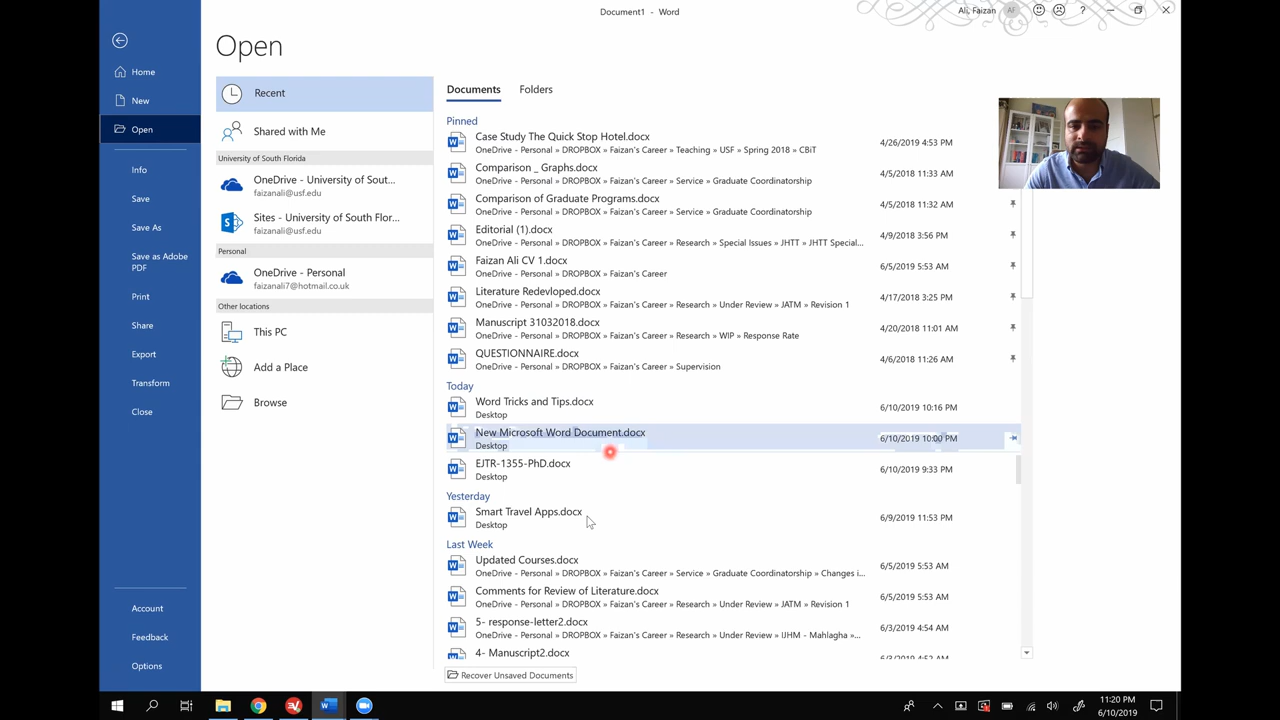 Document1 - Word
Ali, Faizan
AF
?
Open
Home
New
Open
Info
Save
Save As
Save as Adobe
PDF
Print
Share
Export
Transform
Close
Account
Feedback
Options
Recent
Shared with Me
University of South Florida
OneDrive - University of Sout...
faizanali@usf.edu
Sites - University of South Flor...
faizanali@usf.edu
Personal
OneDrive - Personal
faizanali7@hotmail.co.uk
Other locations
This PC
Add a Place
Browse
Documents Folders
Pinned
Case Study The Quick Stop Hotel.docx
OneDrive - Personal » DROPBOX » Faizan's Career » Teaching » USF » Spring 2018 » CBiT
4/26/2019 4:53 PM
Comparison _ Graphs.docx
OneDrive - Personal » DROPBOX » Faizan's Career » Service » Graduate Coordinatorship
4/5/2018 11:33 AM
Comparison of Graduate Programs.docx
OneDrive - Personal » DROPBOX » Faizan's Career » Service » Graduate Coordinatorship
4/5/2018 11:32 AM
Editorial (1).docx
OneDrive - Personal » DROPBOX » Faizan's Career » Research » Special Issues » JHTT » JHTT Special...
4/9/2018 3:56 PM
Faizan Ali CV 1.docx
OneDrive - Personal » DROPBOX » Faizan's Career
6/5/2019 5:53 AM
Literature Redevloped.docx
OneDrive - Personal » DROPBOX » Faizan's Career » Research » Under Review » JATM » Revision 1
4/17/2018 3:25 PM
Manuscript 31032018.docx
OneDrive - Personal » DROPBOX » Faizan's Career » Research » WIP » Response Rate
4/20/2018 11:01 AM
QUESTIONNAIRE.docx
OneDrive - Personal » DROPBOX » Faizan's Career » Supervision
4/6/2018 11:26 AM
Today
Word Tricks and Tips.docx
Desktop
6/10/2019 10:16 PM
New Microsoft Word Document.docx
Desktop
6/10/2019 10:00 PM
EJTR-1355-PhD.docx
Desktop
6/10/2019 9:33 PM
Yesterday
Smart Travel Apps.docx
Desktop
6/9/2019 11:53 PM
Last Week
Updated Courses.docx
OneDrive - Personal » DROPBOX » Faizan's Career » Service » Graduate Coordinatorship » Changes i...
6/5/2019 5:53 AM
Comments for Review of Literature.docx
OneDrive - Personal » DROPBOX » Faizan's Career » Research » Under Review » JATM » Revision 1
6/5/2019 5:53 AM
5- response-letter2.docx
OneDrive - Personal » DROPBOX » Faizan's Career » Research » Under Review » IJHM - Mahlagha »...
6/3/2019 4:54 AM
4- Manuscript2.docx
6/3/2019 4:52 AM
Recover Unsaved Documents
11:20 PM
6/10/2019